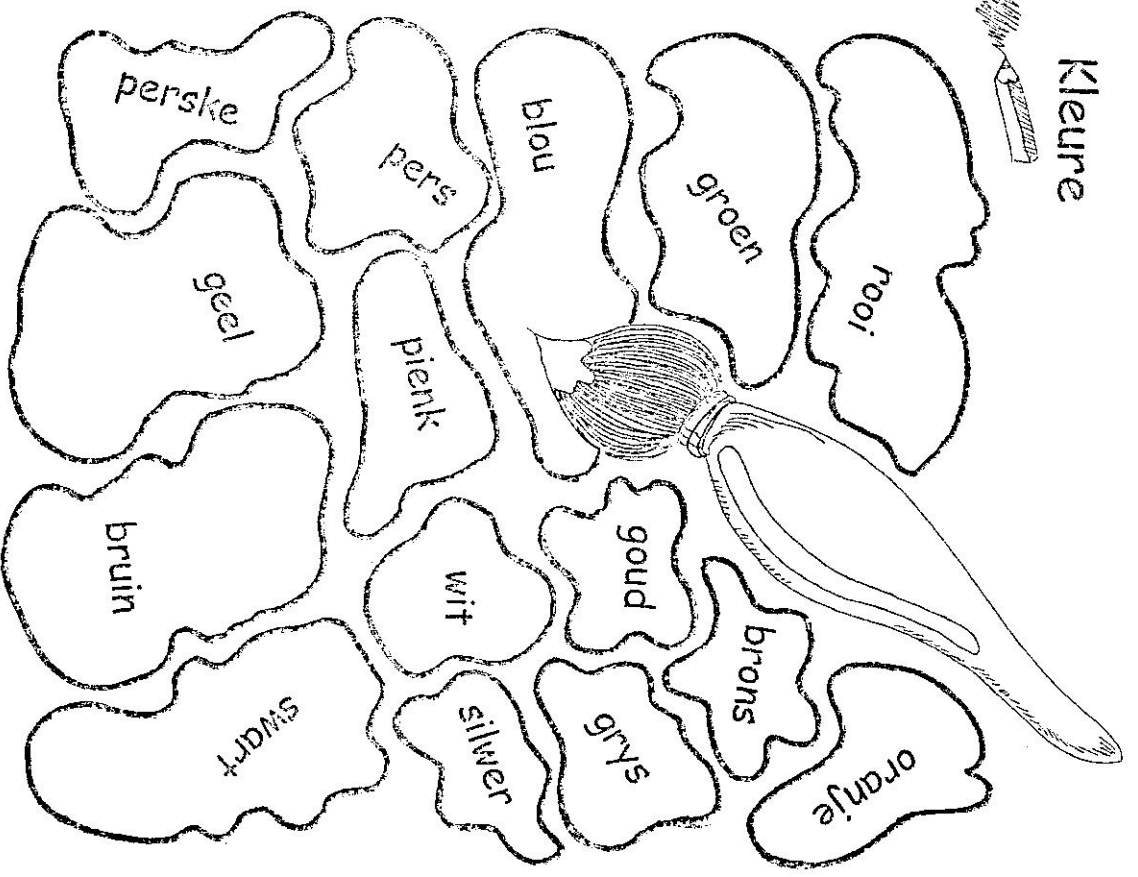 Kleure
rooi
oranje
groen
brons
blou
goud
grys
pers
pienk
wit
silwer
perske
geel
bruin
swart